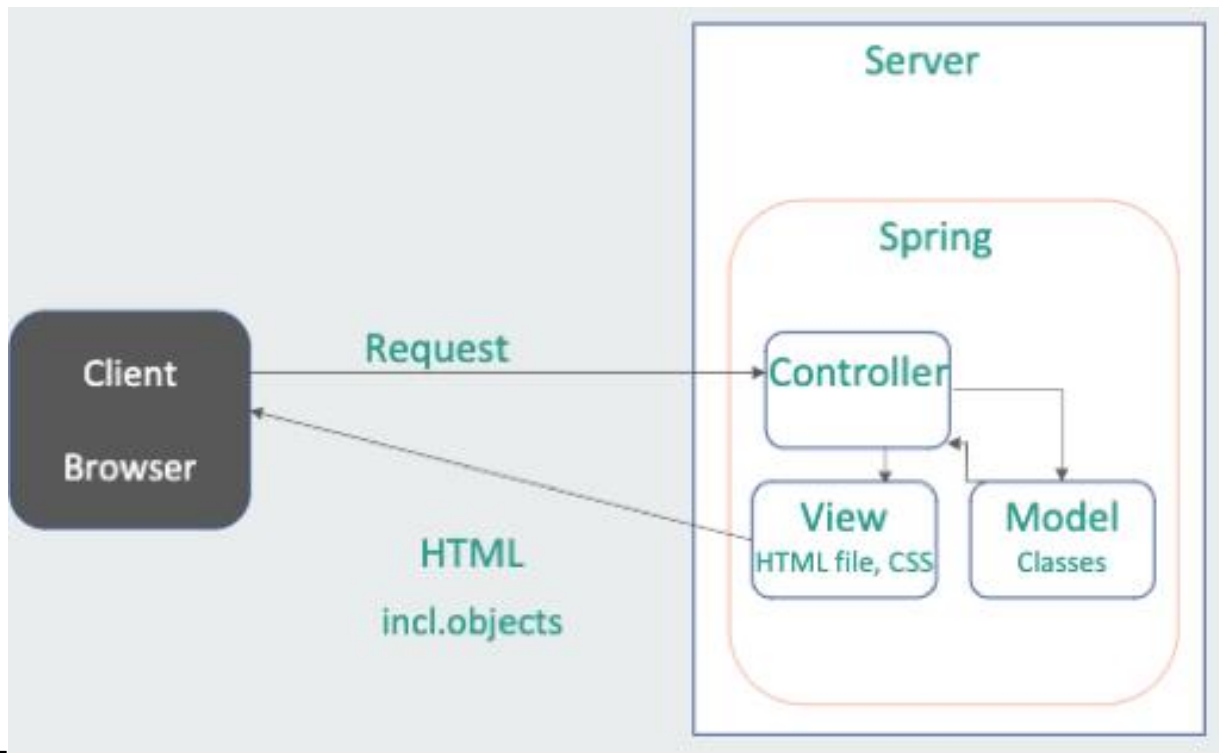 Server
Spring
Client
Browser
Request
Controller
View
HTML file, CSS
Model
Classes
HTML
incl.objects